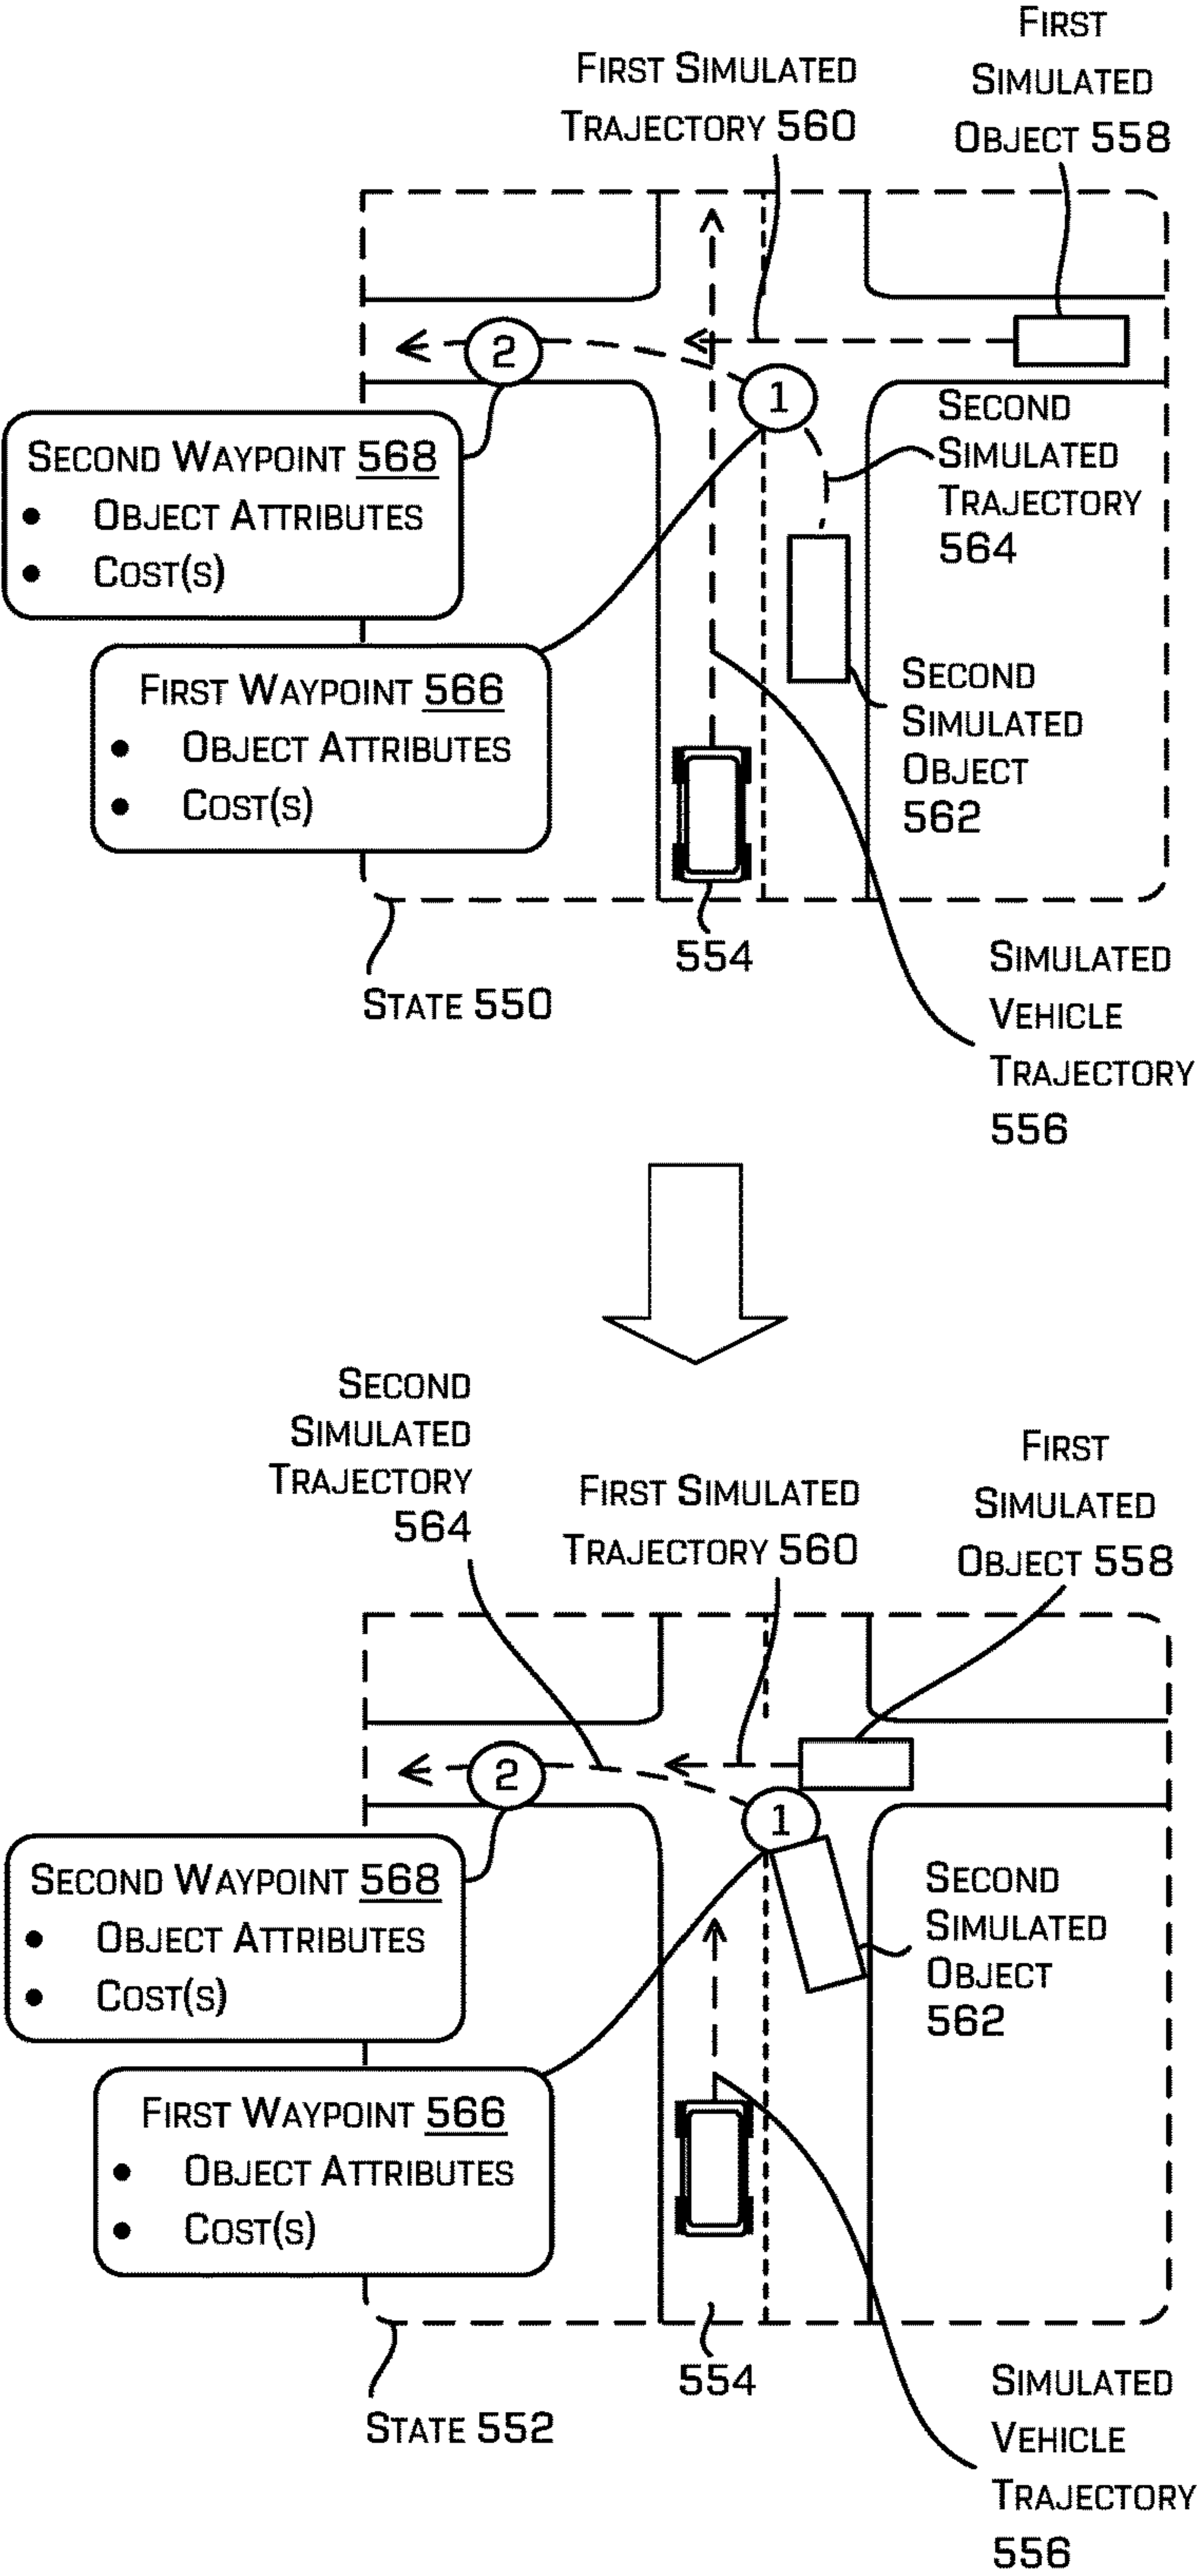 First Simulated
Trajectory 560
First
Simulated
Object 558
2
1
Second
Simulated
Trajectory
564
Second Waypoint 568
• Object Attributes
• Cost(s)
First Waypoint 566
• Object Attributes
• Cost(s)
Second
Simulated
Object
562
554
State 550
Simulated
Vehicle
Trajectory
556
Second
Simulated
Trajectory
564
First Simulated
Trajectory 560
First
Simulated
Object 558
2
1
Second Waypoint 568
• Object Attributes
• Cost(s)
First Waypoint 566
• Object Attributes
• Cost(s)
Second
Simulated
Object
562
554
State 552
Simulated
Vehicle
Trajectory
556